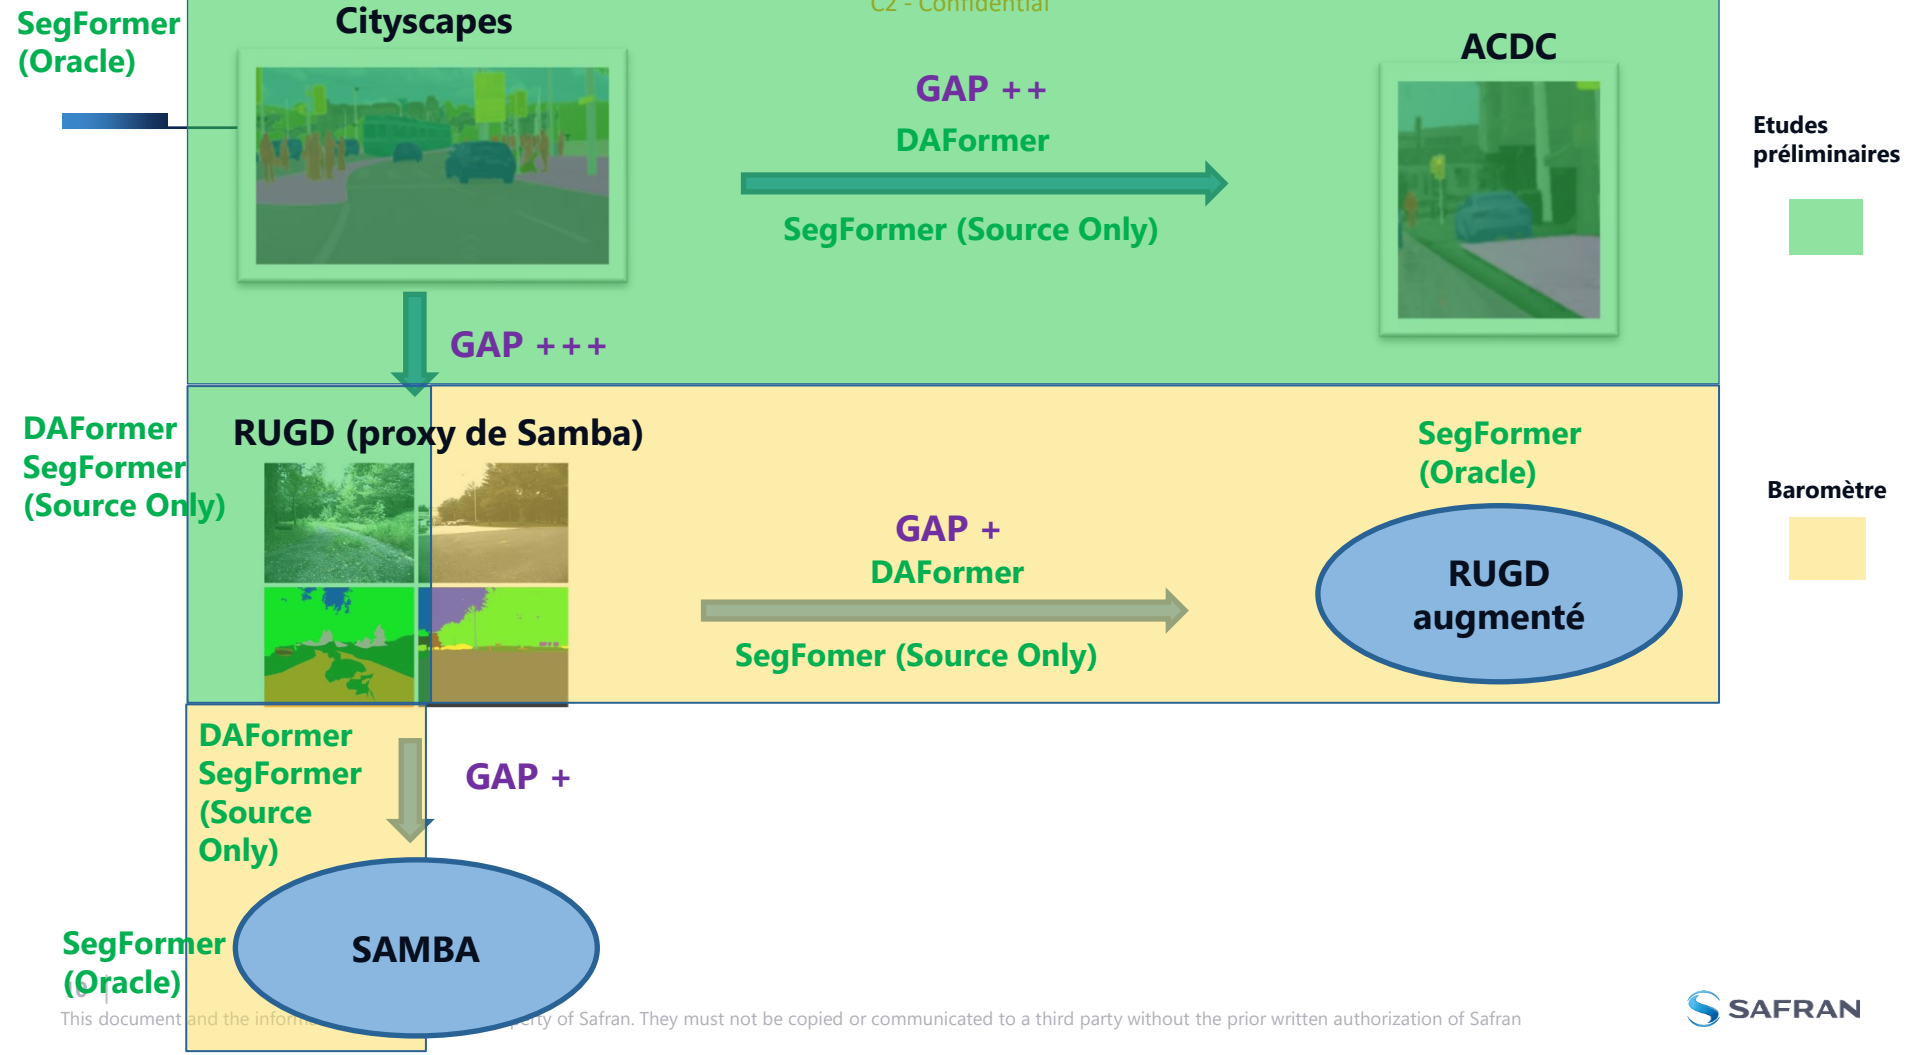 C2 - Confidential
SegFormer
(Oracle)
Cityscapes
ACDC
GAP ++
DAFormer
SegFormer (Source Only)
Etudes
préliminaires
GAP +++
DAFormer
SegFormer
(Source Only)
RUGD (proxy de Samba)
SegFormer
(Oracle)
Baromètre
GAP +
DAFormer
RUGD
augmenté
SegFomer (Source Only)
DAFormer
SegFormer
(Source
Only)
GAP +
SegFormer
(Oracle)
SAMBA
This document and the inform
erty of Safran. They must not be copied or communicated to a third party without the prior written authorization of Safran
SAFRAN